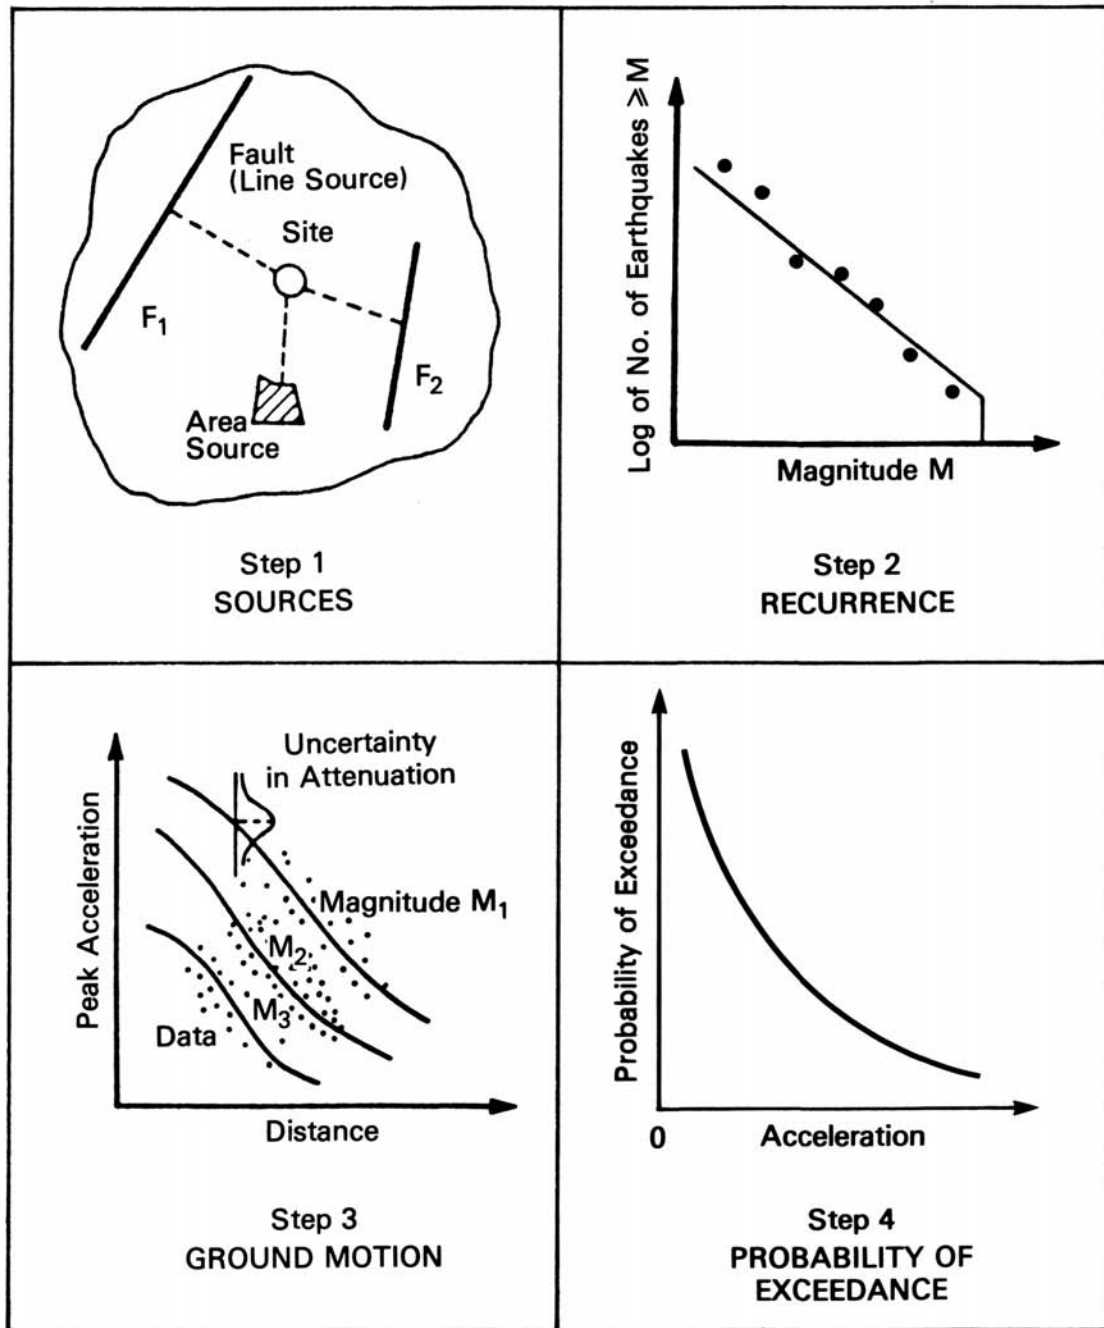 Fault
(Line Source)
Site
F1
F2
Area
Source
Step 1
SOURCES
Log of No. of Earthquakes ⩾ M
Magnitude M
Step 2
RECURRENCE
Uncertainty
in Attenuation
Peak Acceleration
Magnitude M1
M2
M3
Data
Distance
Step 3
GROUND MOTION
Probability of Exceedance
0
Acceleration
Step 4
PROBABILITY OF
EXCEEDANCE